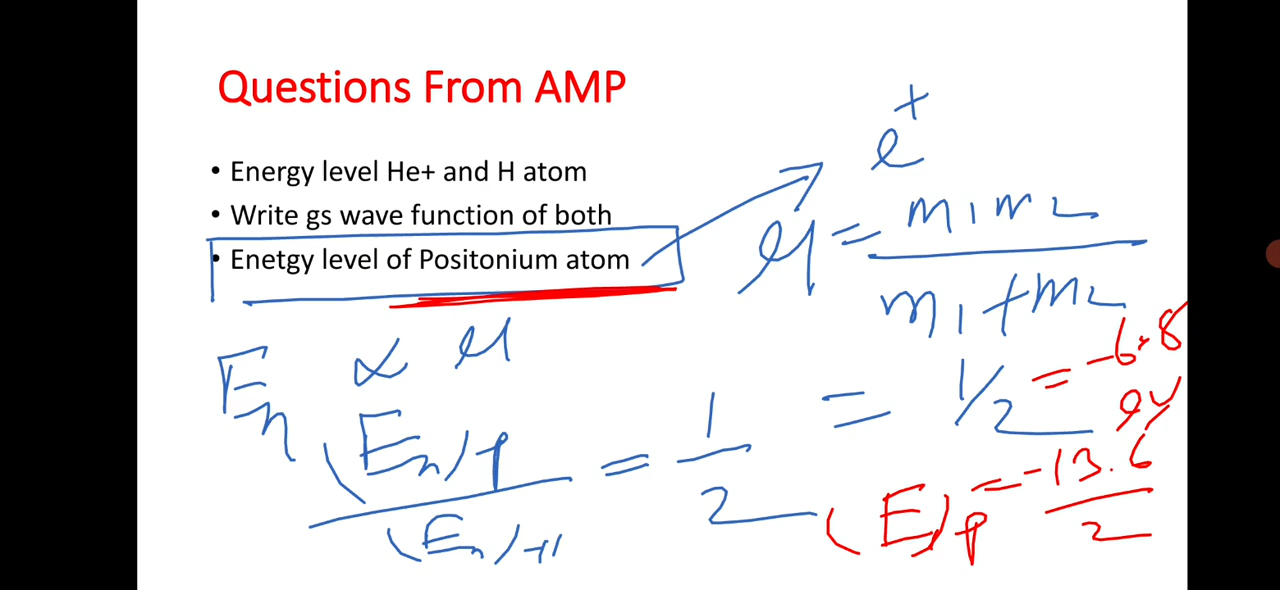 Questions From AMP
• Energy level He+ and H atom
• Write gs wave function of both
• Enetgy level of Positonium atom
e+
μ = m1m2 / m1+m2
En ∝ μ
(En)p / (En)H = 1/2
= 1/2 = -6.8 eV
(E)p = -13.6 / 2